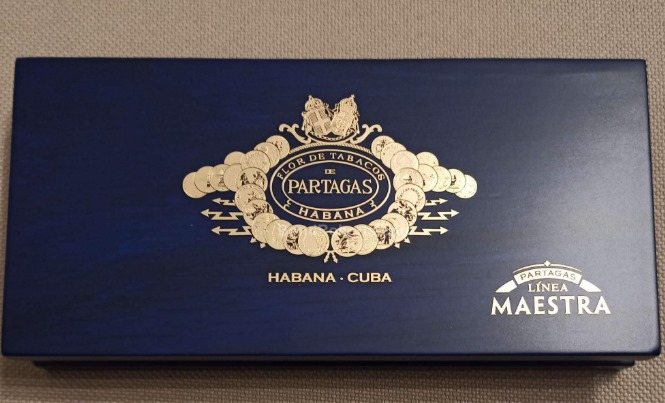 FLOR DE TABACOS
DE
PARTAGAS
HABANA
HABANA · CUBA
PARTAGAS
LÍNEA
MAESTRA